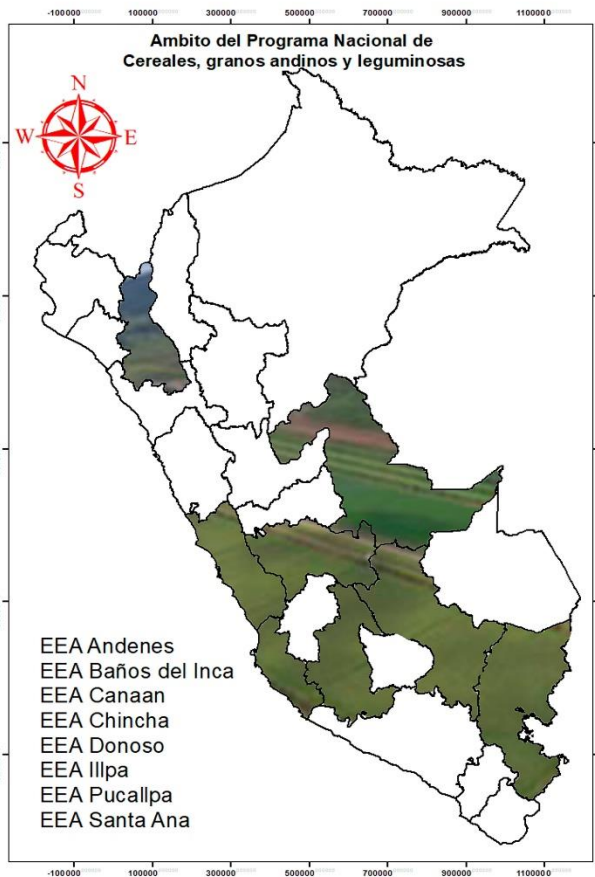 -100000 100000 300000 500000 700000 900000 1100000
Ambito del Programa Nacional de
Cereales, granos andinos y leguminosas
N
W E
S
EEA Andenes
EEA Baños del Inca
EEA Canaan
EEA Chincha
EEA Donoso
EEA Illpa
EEA Pucallpa
EEA Santa Ana
-100000 100000 300000 500000 700000 900000 1100000